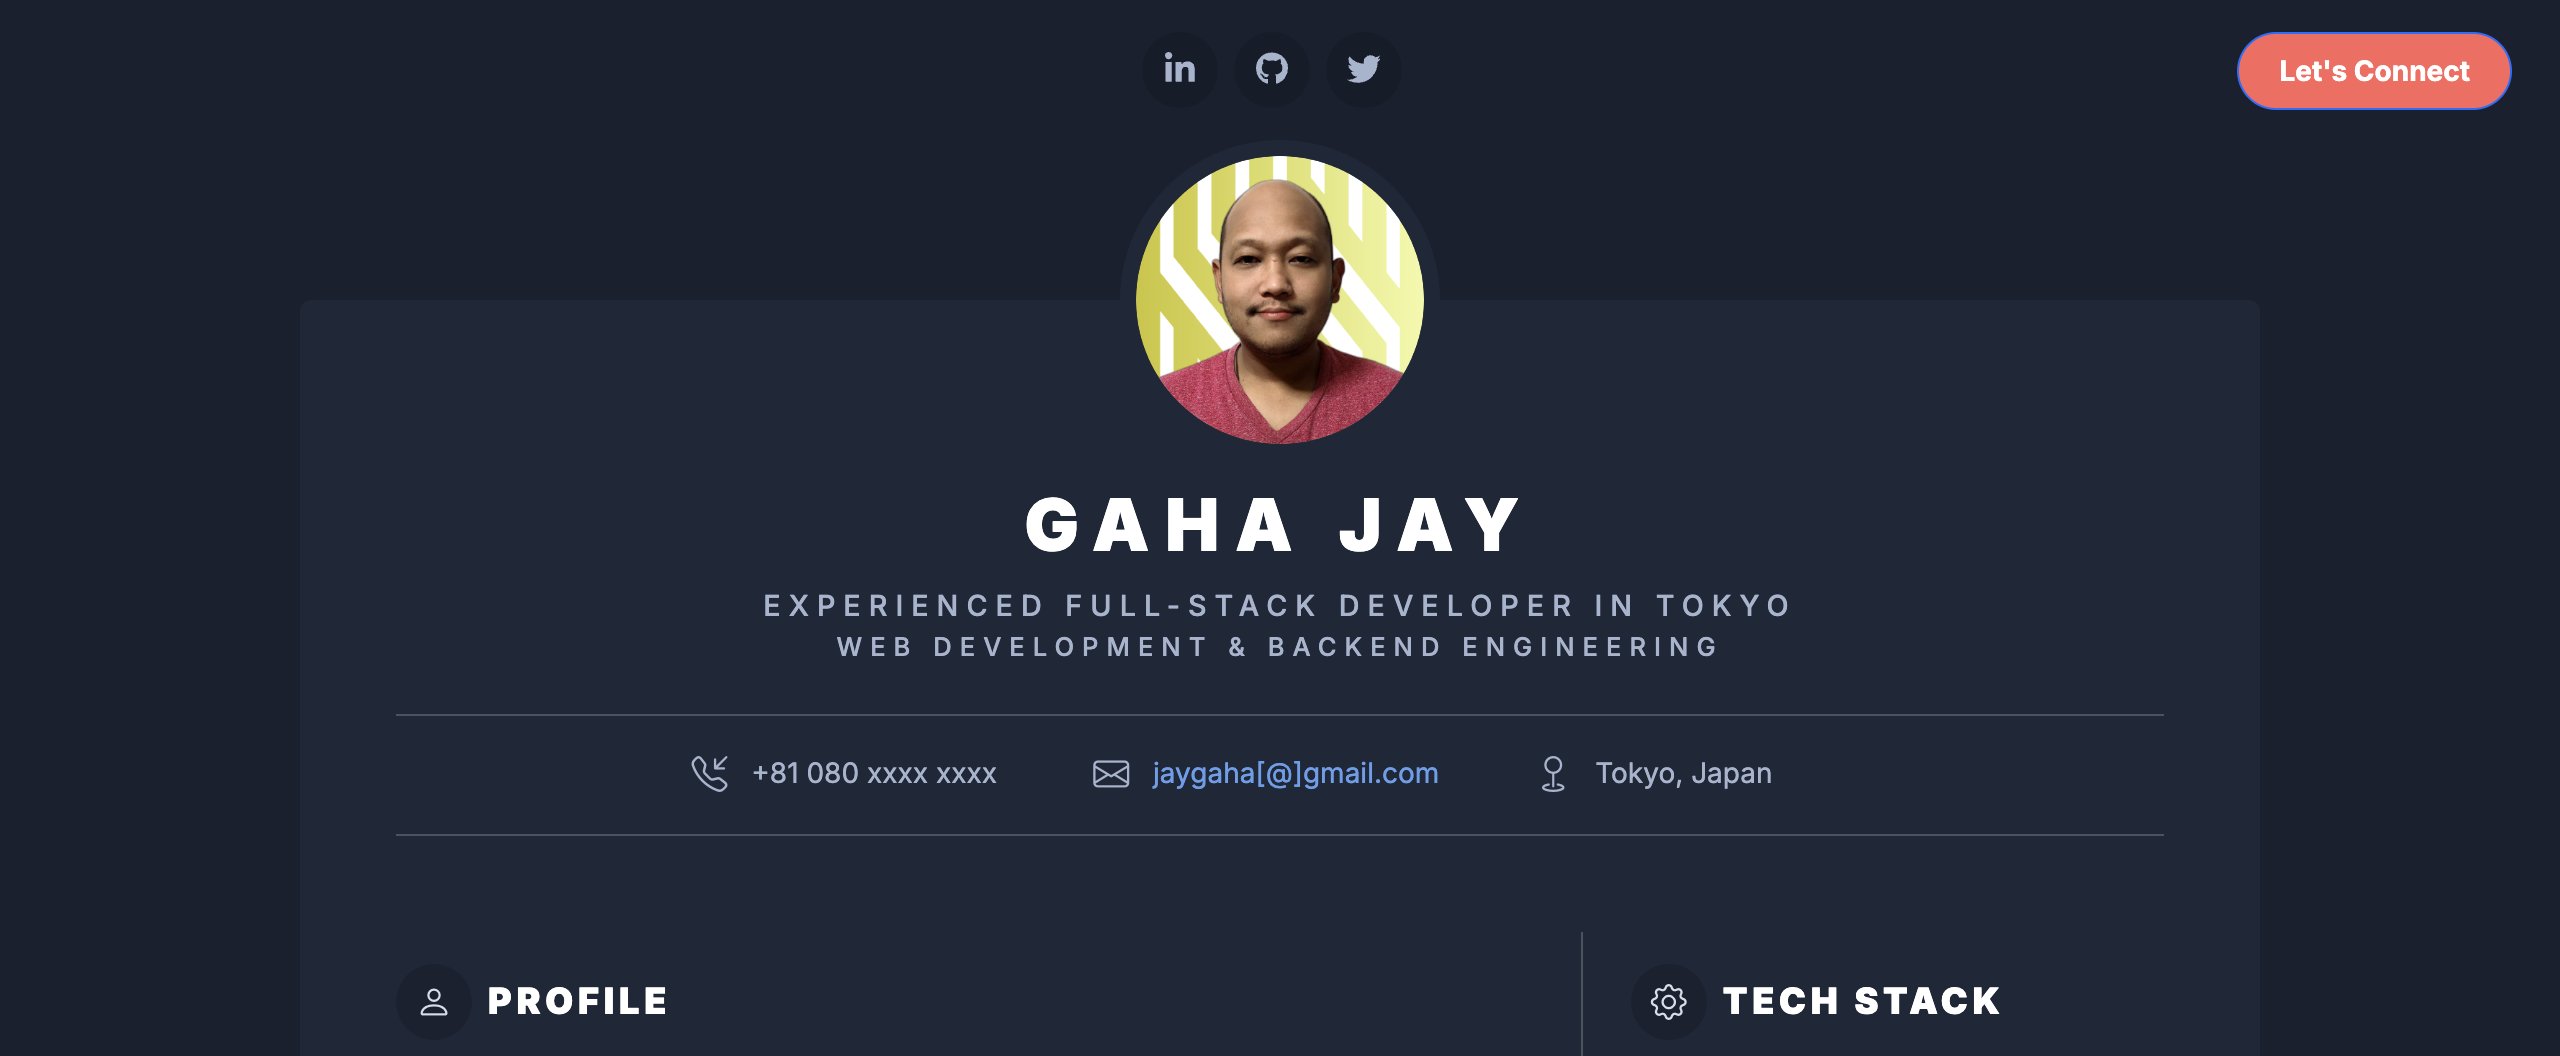 in
Let's Connect
GAHA JAY
EXPERIENCED FULL-STACK DEVELOPER IN TOKYO
WEB DEVELOPMENT & BACKEND ENGINEERING
+81 080 xxxx xxxx
jaygaha[@]gmail.com
Tokyo, Japan
PROFILE
TECH STACK